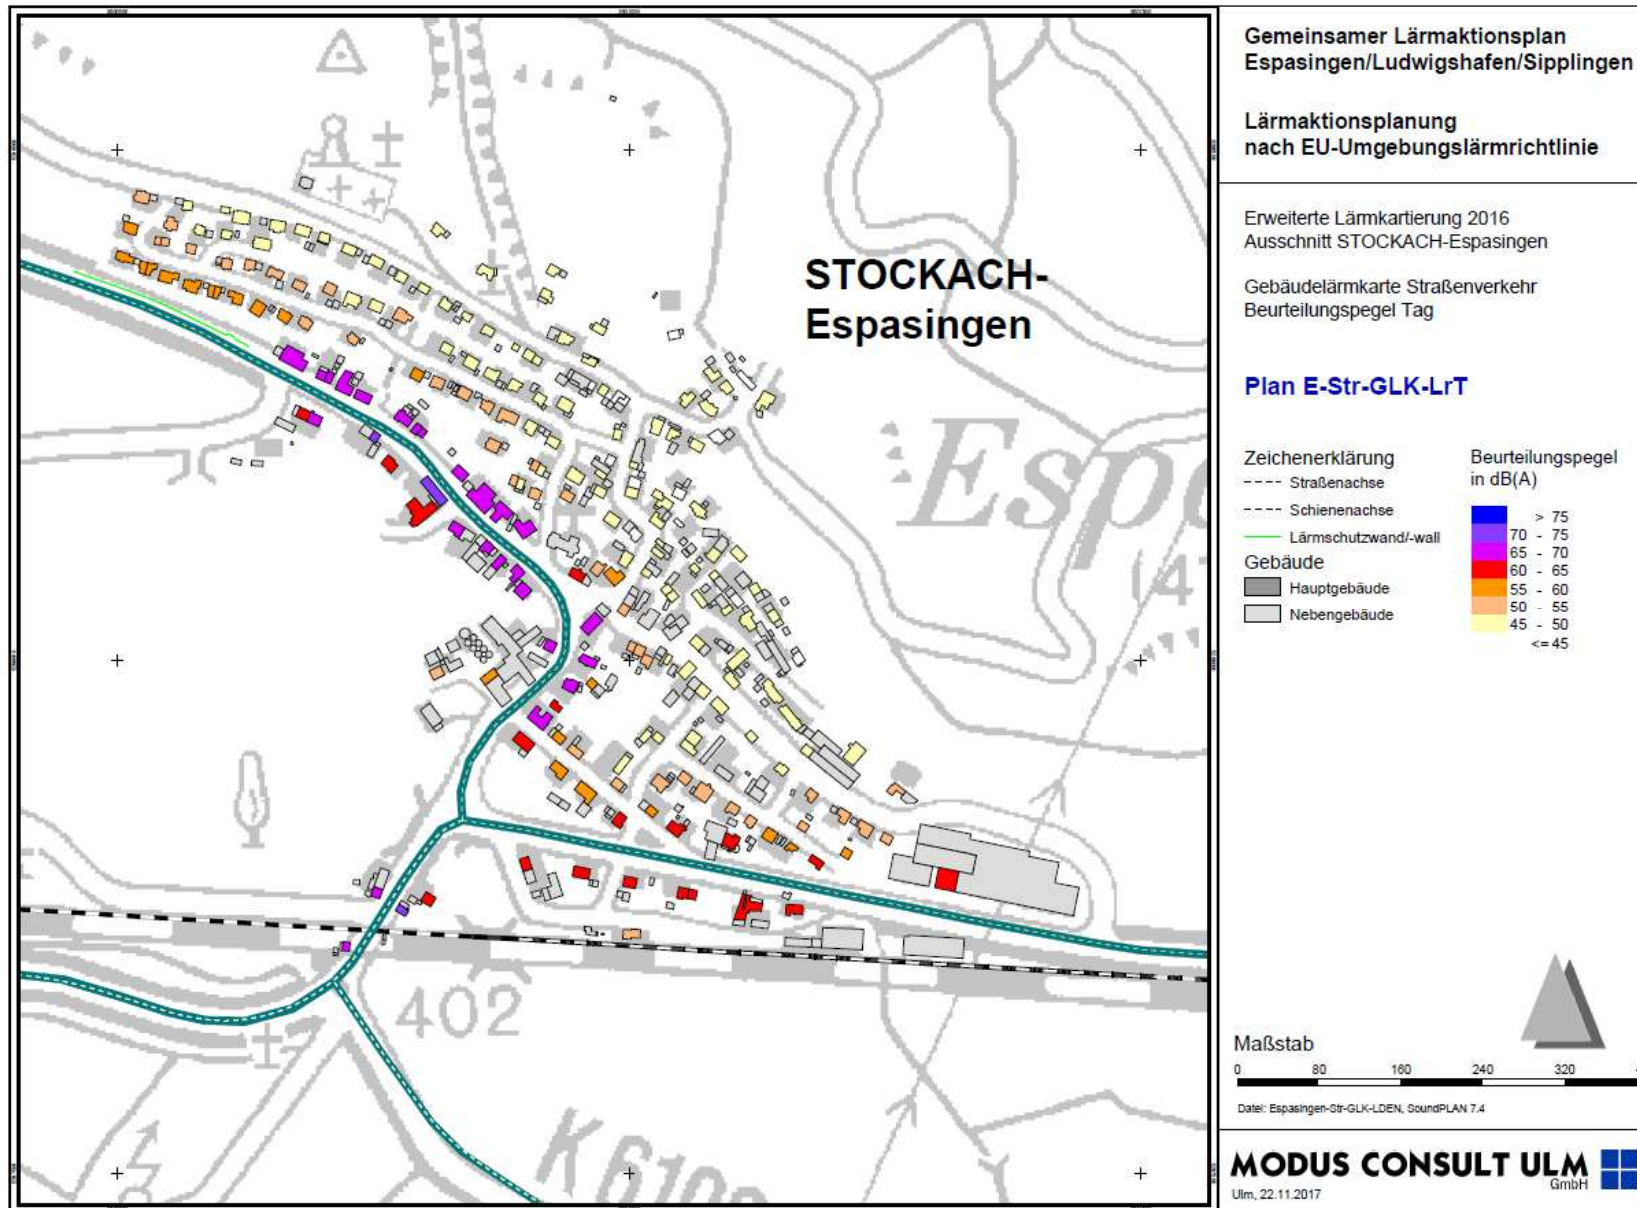 Gemeinsamer Lärmaktionsplan
Espasingen/Ludwigshafen/Sipplingen
Lärmaktionsplanung
nach EU-Umgebungslärmrichtlinie
Erweiterte Lärmkartierung 2016
Ausschnitt STOCKACH-Espasingen
Gebäudelärmkarte Straßenverkehr
Beurteilungspegel Tag
Plan E-Str-GLK-LrT
Zeichenerklärung
Straßenachse
Schienenachse
Lärmschutzwand/-wall
Gebäude
Hauptgebäude
Nebengebäude
Beurteilungspegel
in dB(A)
> 75
70 - 75
65 - 70
60 - 65
55 - 60
50 - 55
45 - 50
<= 45
STOCKACH-
Espasingen
Esp
402
K 610
Maßstab
0 80 160 240 320
Datei: Espasingen-Str-GLK-LDEN, SoundPLAN 7.4
MODUS CONSULT ULM
GmbH
Ulm, 22.11.2017